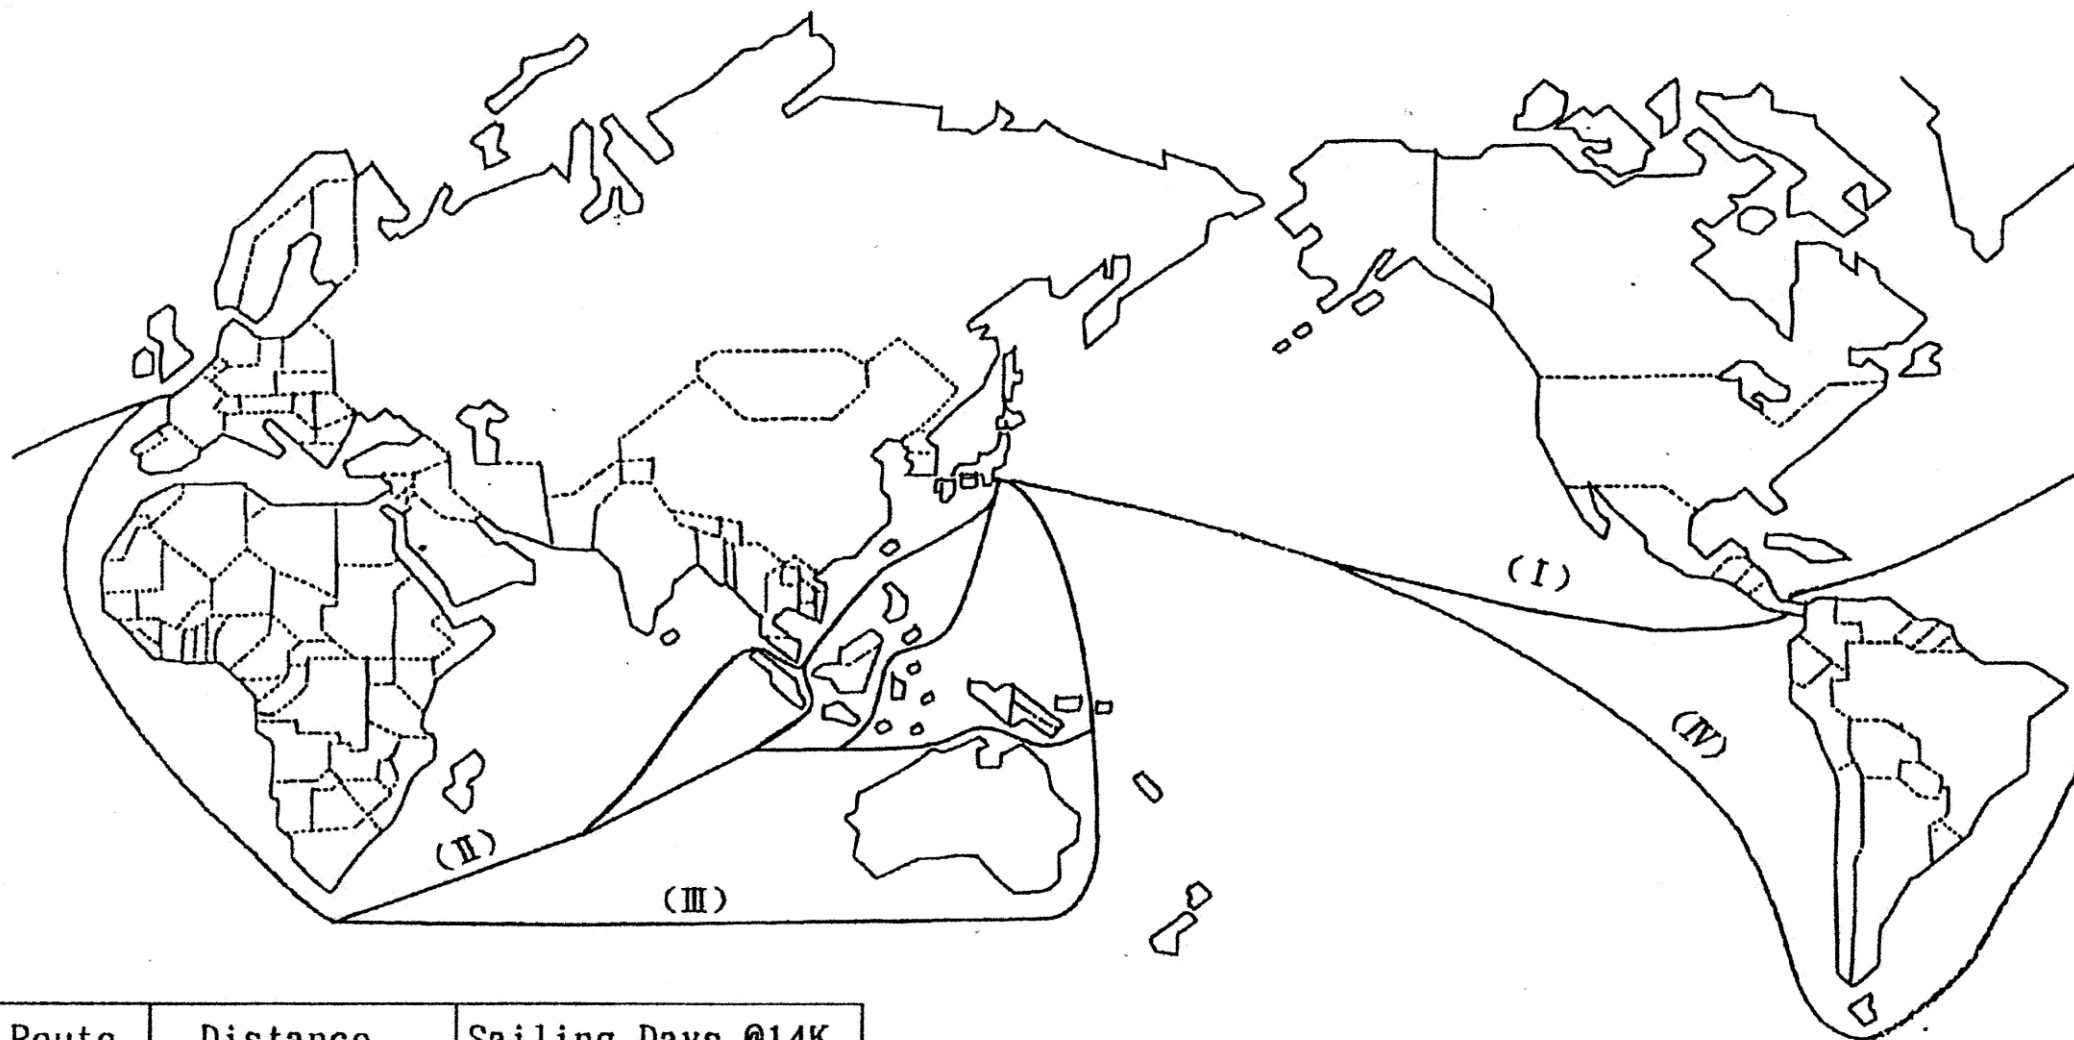 (I)
(IV)
(II)
(III)
Route Distance Sailing Days @14K